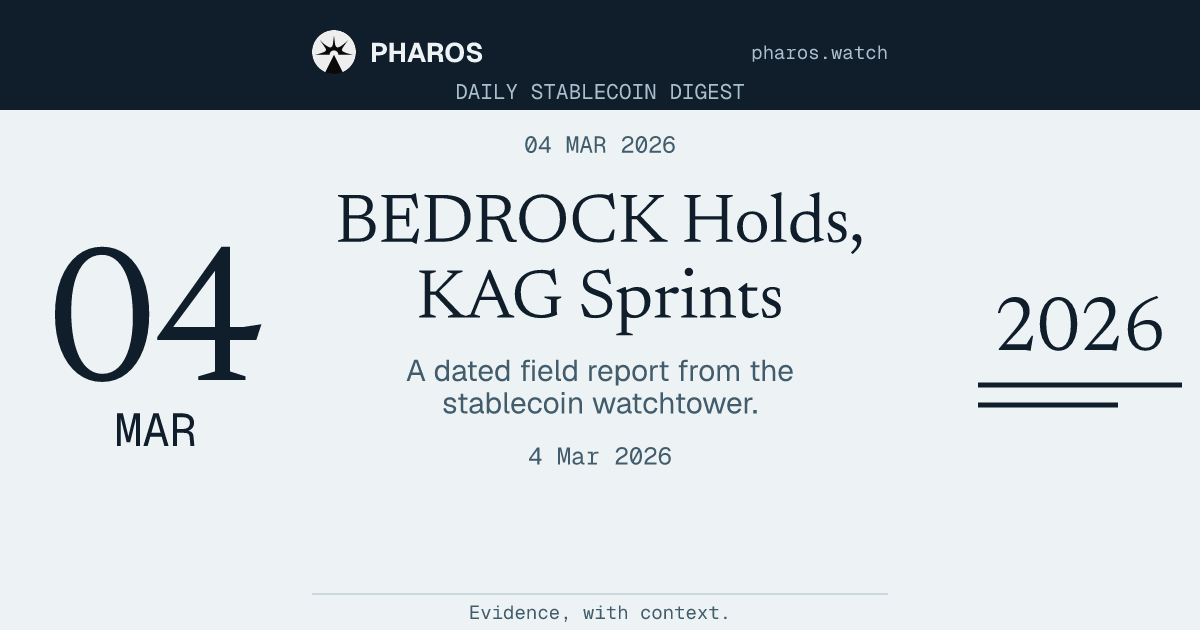 PHAROS
pharos.watch
DAILY STABLECOIN DIGEST
04 MAR 2026
BEDROCK Holds,
KAG Sprints
A dated field report from the
stablecoin watchtower.
4 Mar 2026
04
MAR
2026
Evidence, with context.